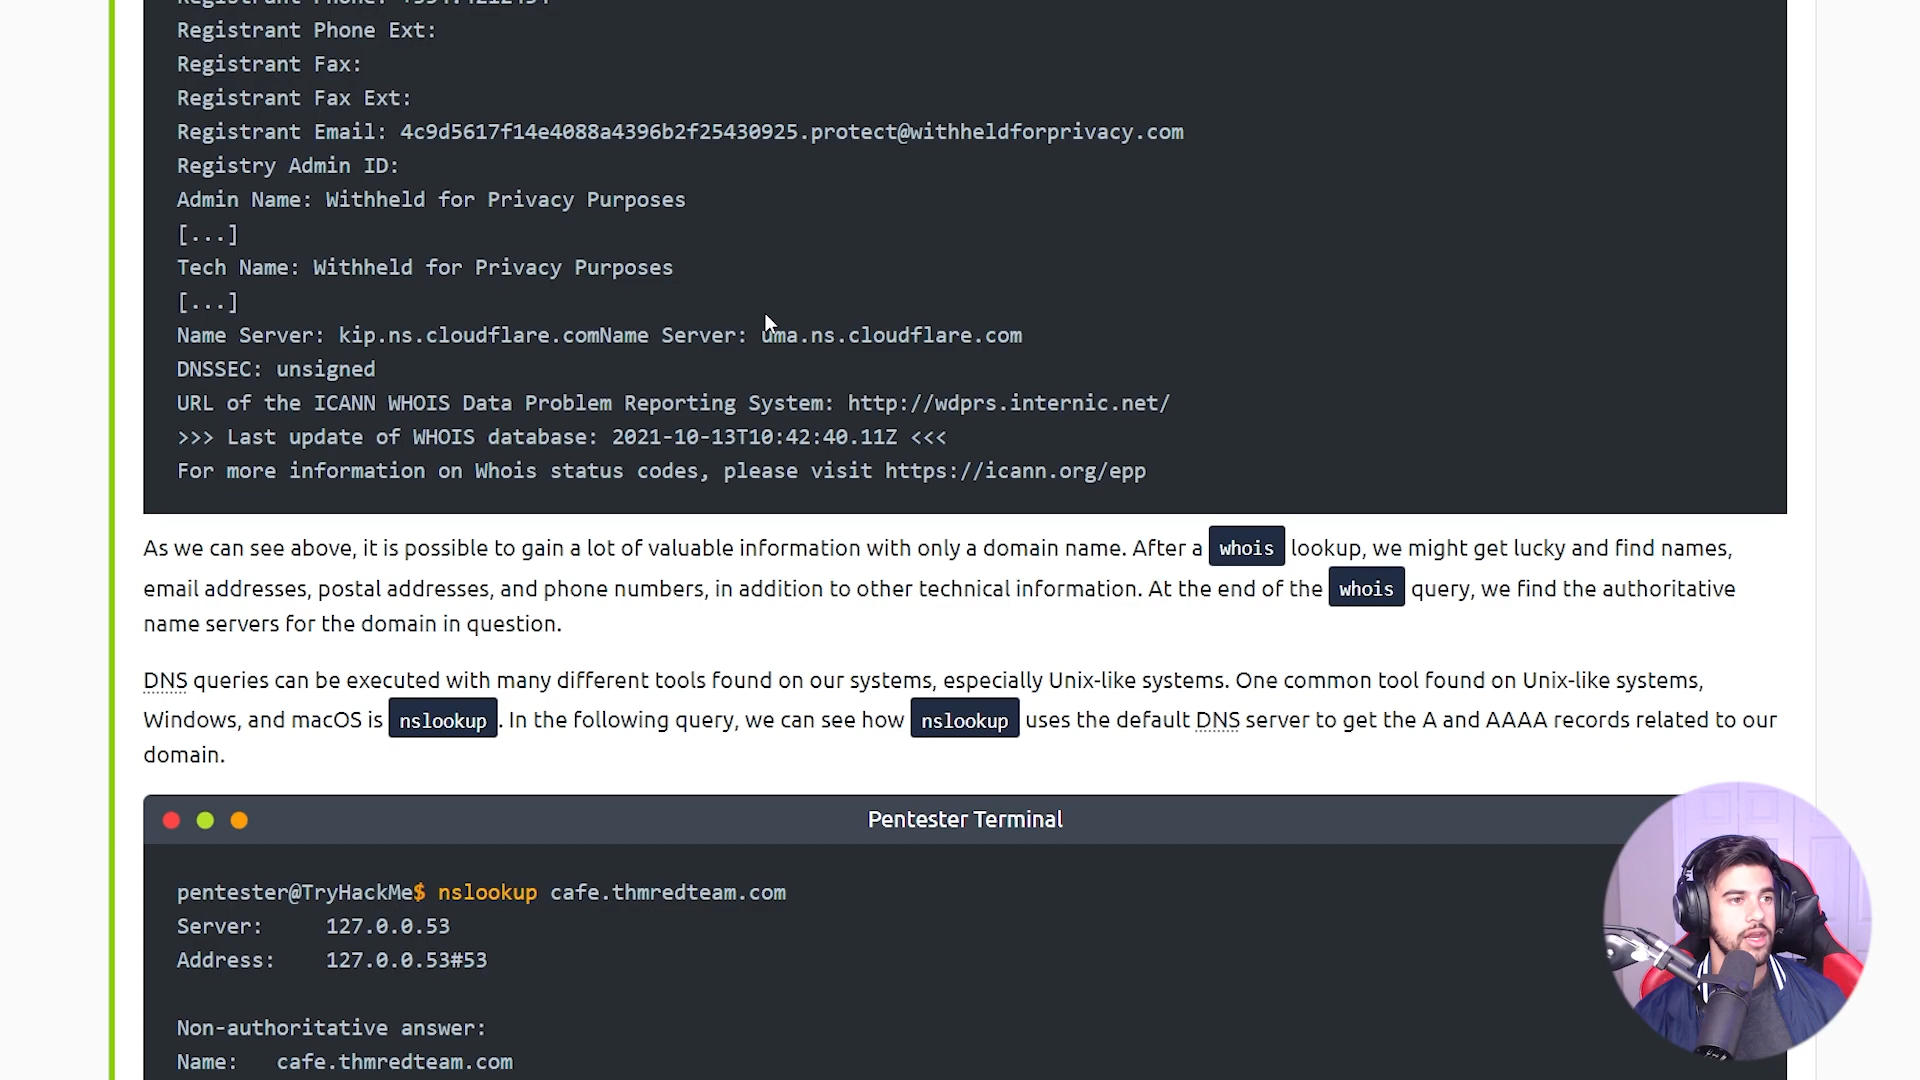 Registrant Phone Ext:
Registrant Fax:
Registrant Fax Ext:
Registrant Email: 4c9d5617f14e4088a4396b2f25430925.protect@withheldforprivacy.com
Registry Admin ID:
Admin Name: Withheld for Privacy Purposes
[...]
Tech Name: Withheld for Privacy Purposes
[...]
Name Server: kip.ns.cloudflare.comName Server: uma.ns.cloudflare.com
DNSSEC: unsigned
URL of the ICANN WHOIS Data Problem Reporting System: http://wdprs.internic.net/
>>> Last update of WHOIS database: 2021-10-13T10:42:40.11Z <<<
For more information on Whois status codes, please visit https://icann.org/epp
As we can see above, it is possible to gain a lot of valuable information with only a domain name. After a whois lookup, we might get lucky and find names,
email addresses, postal addresses, and phone numbers, in addition to other technical information. At the end of the whois query, we find the authoritative
name servers for the domain in question.
DNS queries can be executed with many different tools found on our systems, especially Unix-like systems. One common tool found on Unix-like systems,
Windows, and macOS is nslookup. In the following query, we can see how nslookup uses the default DNS server to get the A and AAAA records related to our
domain.
Pentester Terminal
pentester@TryHackMe$ nslookup cafe.thmredteam.com
Server: 127.0.0.53
Address: 127.0.0.53#53
Non-authoritative answer:
Name: cafe.thmredteam.com